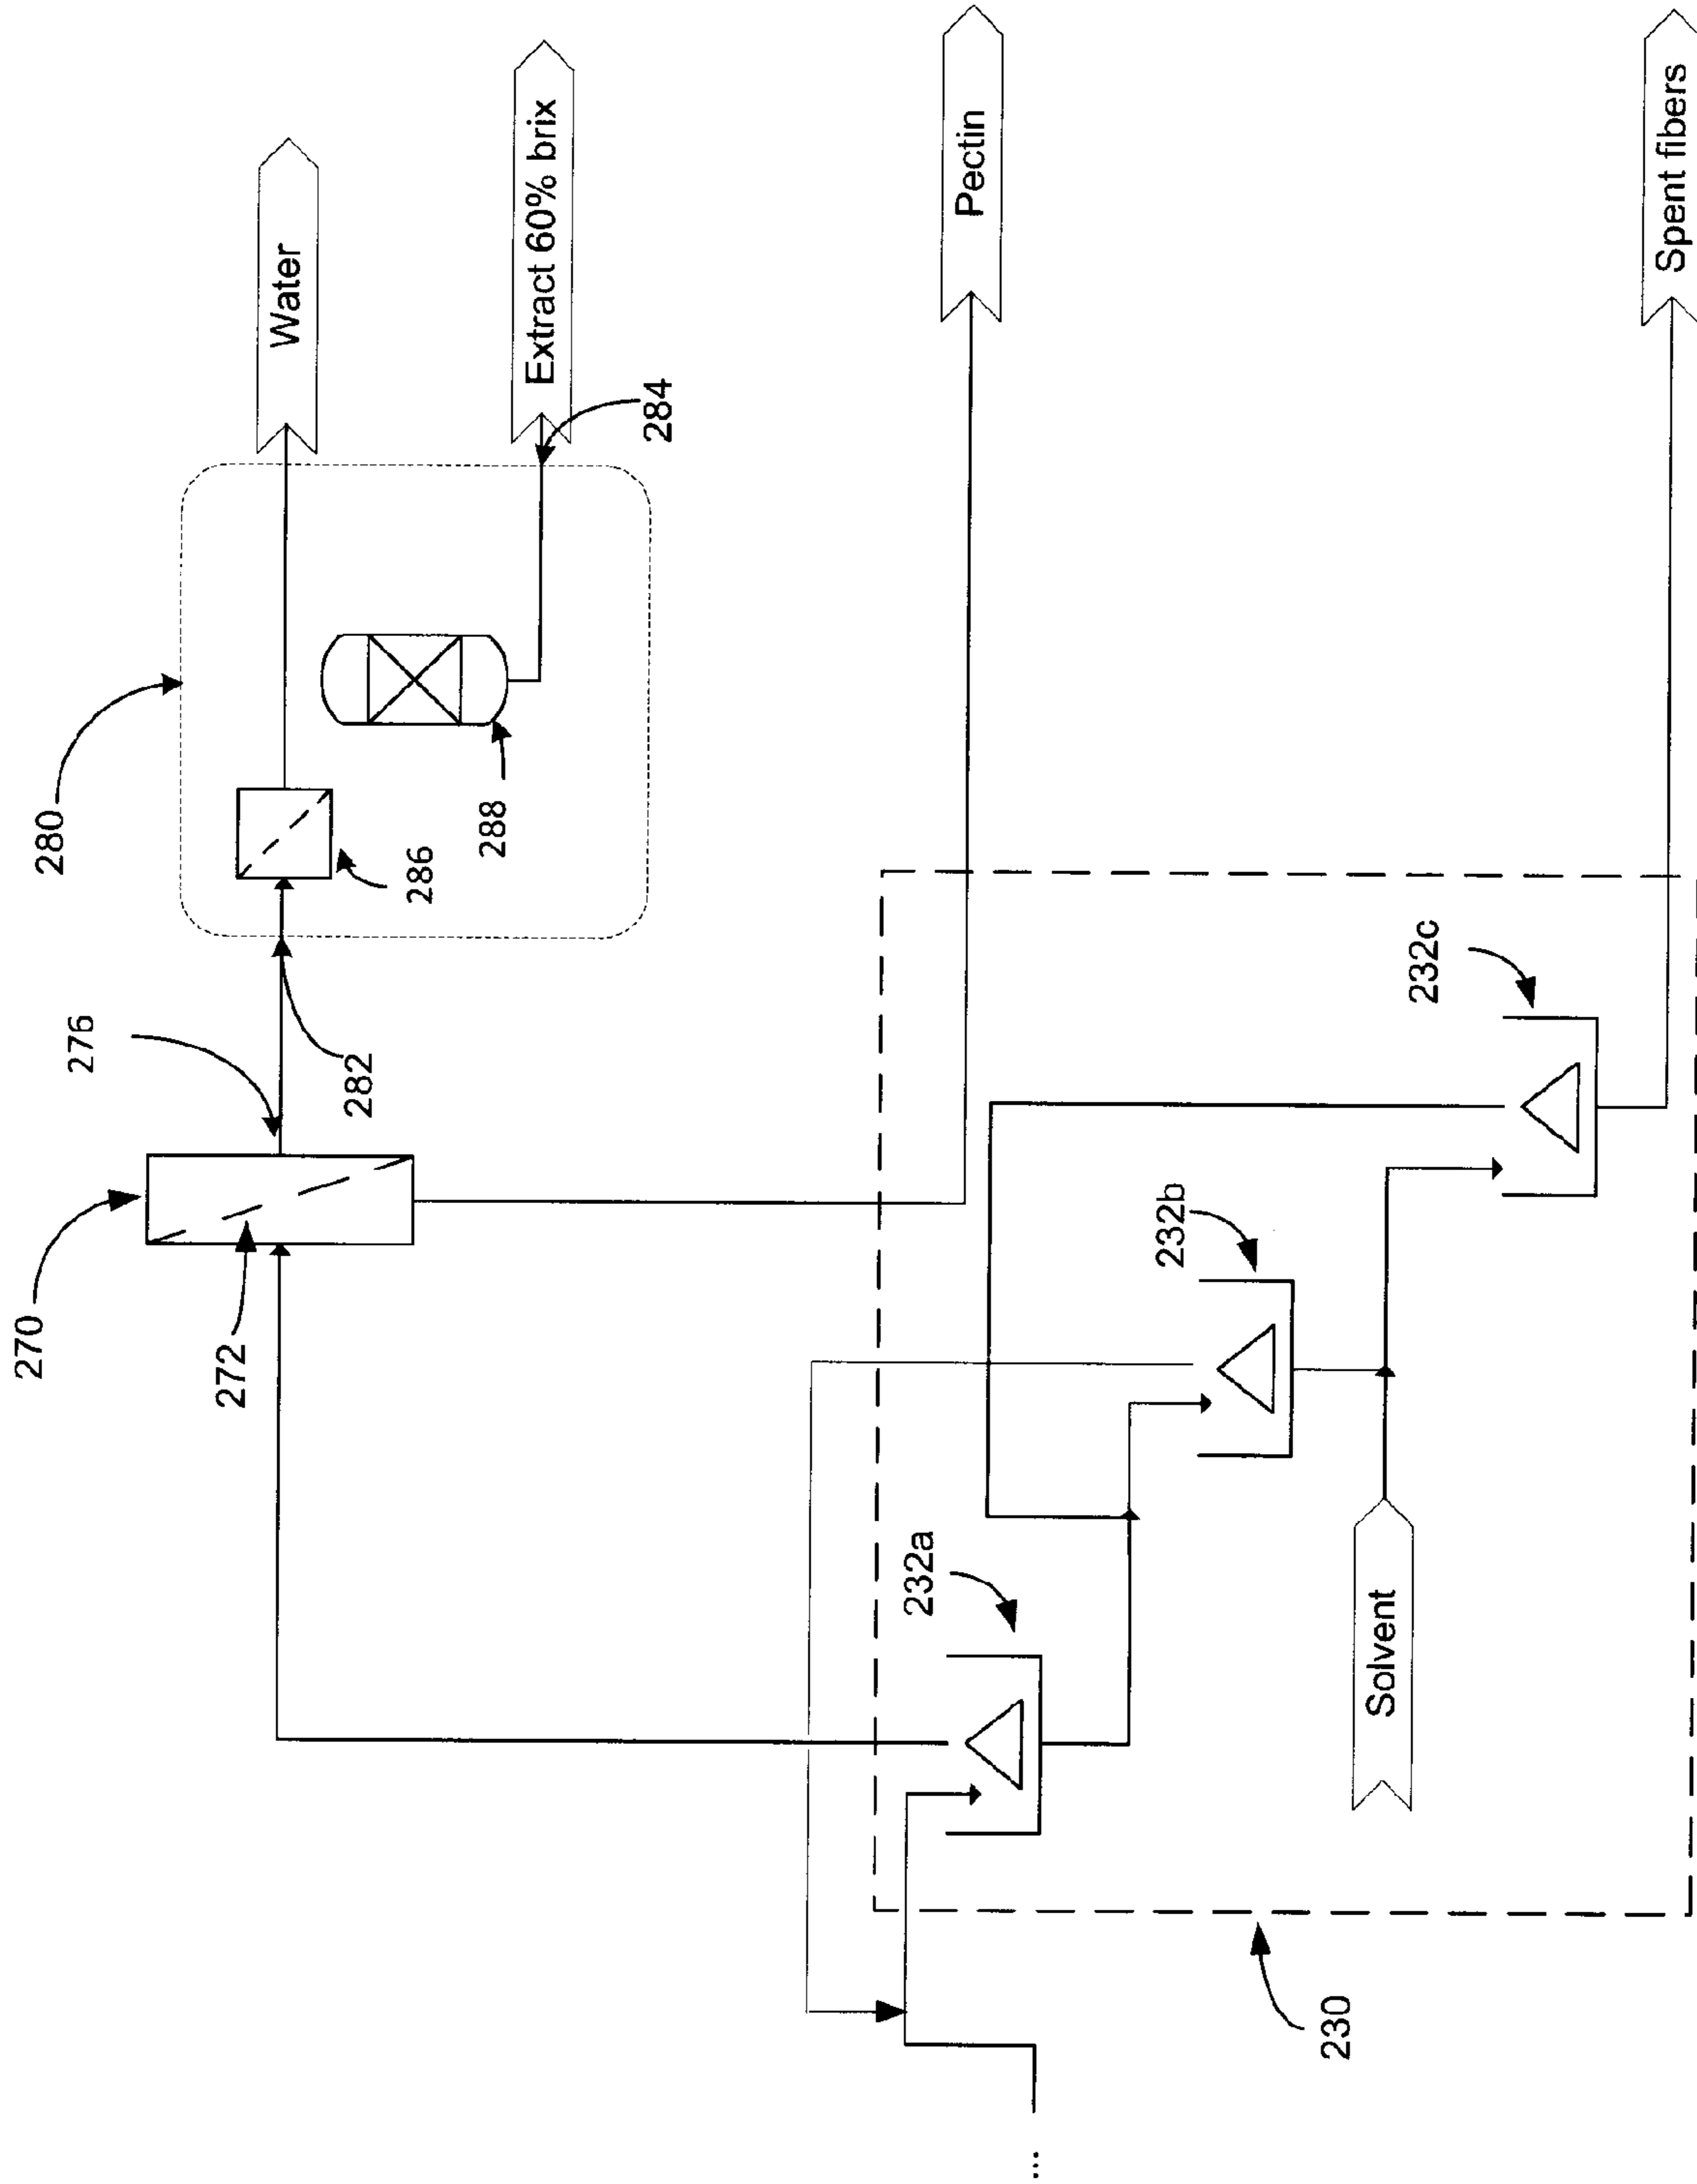 Water
Extract 60% brix
284
280
286
288
276
282
270
272
Pectin
232a
232b
232c
Solvent
Spent fibers
230
...